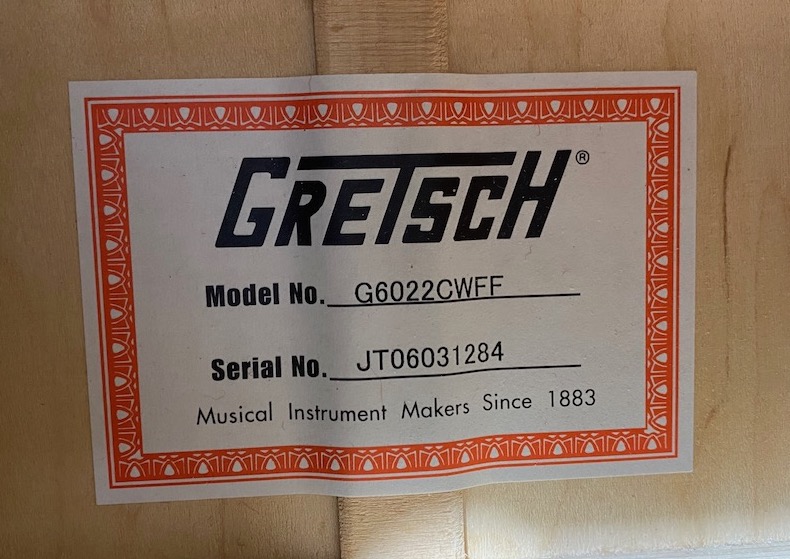 GRETSCH®
Model No. G6022CWFF
Serial No. JT06031284
Musical Instrument Makers Since 1883